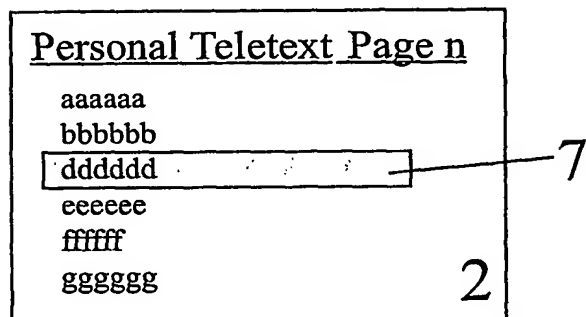 Personal Teletext Page n
aaaaaa
bbbbbb
dddddd
7
eeeeee
ffffff
gggggg
2